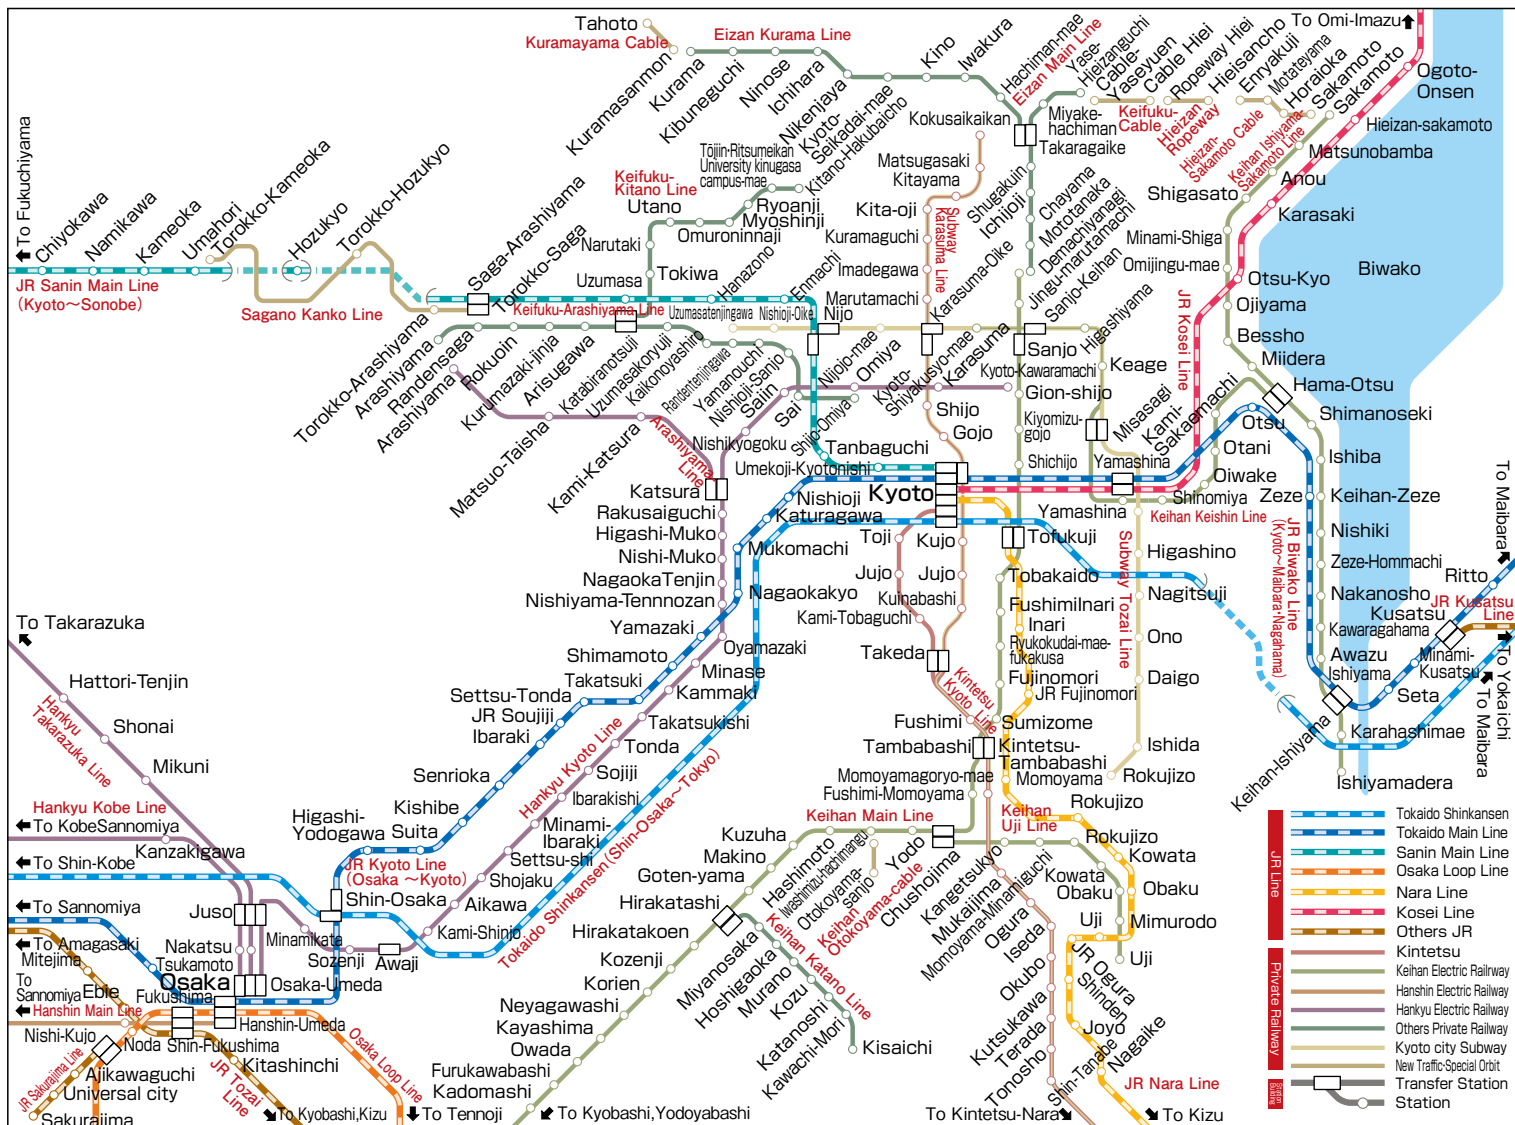 Tahoto
Kuramayama Cable
Eizan Kurama Line
Kuramasanmon
Kurama
Kibuneguchi
Ninose
Ichihara
Nikenjaya
Kyoto-
Seikadai-mae
Kino
Iwakura
Hachiman-mae
Eizan Main Line
Yase-
Hieizanguchi
Cable-
Yaseyuen
Cable Hiei
Ropeway Hiei
Hieisancho
Enryakuji
Motateyama
Horaioka
Sakamoto
Sakamoto
To Omi-Imazu
Ogoto-
Onsen
Keifuku-
Cable
Hieizan
Ropeway
Hieizan-
Sakamoto Cable
Keihan Ishiyama-
Sakamoto Line
Miyake-
hachiman
Takaragaike
Kokusaikaikan
Matsugasaki
Kitayama
Kita-oji
Kuramaguchi
Imadegawa
Marutamachi
Subway
Karasuma Line
Karasuma-Oike
Shugakuin
Ichijoji
Chayama
Mototanaka
Demachiyanagi
Jingu-marutamachi
Sanjo-Keihan
Higashiyama
Hieizan-sakamoto
Matsunobamba
Anou
Shigasato
Karasaki
Minami-Shiga
Omijingu-mae
Otsu-Kyo
Ojiyama
Bessho
Miidera
Hama-Otsu
Shimanoseki
Biwako
JR Kosei Line
To Fukuchiyama
Chiyokawa
Namikawa
Kameoka
Umahori
Torokko-Kameoka
Hozukyo
Torokko-Hozukyo
JR Sanin Main Line
(Kyoto～Sonobe)
Sagano Kanko Line
Saga-Arashiyama
Torokko-Saga
Keifuku-
Kitano Line
Tōjiin·Ritsumeikan
University kinugasa
campus-mae
Kitano-Hakubaicho
Ryoanji
Myoshinji
Utano
Omuroninnaji
Narutaki
Tokiwa
Uzumasa
Hanazono
Enmachi
Keifuku-Arashiyama Line
Uzumasatenjingawa
Nishioji-Oike
Nijo
Torokko-Arashiyama
Arashiyama
Randensaga
Arashiyama
Rokuoin
Kurumazaki-jinja
Arisugawa
Katabiranotsuji
Uzumasakoryuji
Kaikonoyashiro
Randentenjingawa
Yamanouchi
Nishioji-Sanjo
Saiin
Sai
Shijo-Omiya
Nijojo-mae
Omiya
Kyoto-
Shiyakusyo-mae
Karasuma
Sanjo
Kyoto-Kawaramachi
Gion-shijo
Keage
Kiyomizu-
gojo
Shichijo
Misasagi
Kami-
Sakaemachi
Otsu
Otani
Oiwake
Yamashina
Shinomiya
Yamashina
Keihan Keishin Line
Shijo
Gojo
Tanbaguchi
Umekoji-Kyotonishi
Nishikyogoku
Matsuo-Taisha
Kami-Katsura
Arashiyama
Line
Katsura
Rakusaiguchi
Higashi-Muko
Nishi-Muko
NagaokaTenjin
Nishiyama-Tennnozan
Kyoto
Nishioji
Katuragawa
Mukomachi
Nagaokakyo
Yamazaki
Oyamazaki
Shimamoto
Minase
Kammaki
Takatsuki
Takatsukishi
Settsu-Tonda
JR Soujiji
Ibaraki
Tonda
Sojiji
Ibarakishi
Senrioka
Minami-
Ibaraki
Kishibe
Settsu-shi
Suita
Shojaku
Higashi-
Yodogawa
Aikawa
Kami-Shinjo
Hankyu Kyoto Line
Tokaido Shinkansen(Shin-Osaka～Tokyo)
JR Kyoto Line
(Osaka ～Kyoto)
Shin-Osaka
Toji
Kujo
Jujo
Jujo
Kuinabashi
Kami-Tobaguchi
Takeda
Kintetsu
Kyoto Line
Fushimi
Tambabashi
Kintetsu-
Tambabashi
Tofukuji
Tobakaido
FushimiInari
Inari
Ryukokudai-mae-
fukakusa
Fujinomori
JR Fujinomori
Sumizome
Momoyama
Momoyamagoryo-mae
Fushimi-Momoyama
Subway Tozai Line
Higashino
Nagitsuji
Ono
Daigo
Ishida
Rokujizo
Rokujizo
Rokujizo
Kowata
Obaku
Mimurodo
Kowata
Obaku
Uji
Uji
Keihan
Uji Line
Ishiba
Zeze
Keihan-Zeze
Nishiki
Zeze-Hommachi
Nakanosho
Kawaragahama
Awazu
Ishiyama
Keihan-Ishiyama
Karahashimae
Ishiyamadera
Seta
Minami-
Kusatsu
Kusatsu
JR Kusatsu
Line
Ritto
To Maibara
To Yokaichi
To Maibara
JR Biwako Line
(Kyoto～Maibara·Nagahama)
To Takarazuka
Hattori-Tenjin
Shonai
Mikuni
Hankyu
Takarazuka Line
Hankyu Kobe Line
To KobeSannomiya
Kanzakigawa
To Shin-Kobe
To Sannomiya
Juso
Minamikata
Sozenji
Awaji
Nakatsu
Tsukamoto
Osaka
Osaka-Umeda
To Amagasaki
Mitejima
To
Sannomiya
Ebie
Fukushima
Hanshin Main Line
Hanshin-Umeda
Nishi-Kujo
Noda
Shin-Fukushima
Kitashinchi
Ajikawaguchi
Universal city
Sakurajima
JR Sakurajima Line
JR Tozai
Line
Osaka Loop Line
To Kyobashi,Kizu
To Tennoji
To Kyobashi,Yodoyabashi
Keihan Main Line
Kuzuha
Makino
Goten-yama
Hirakatashi
Hirakatakoen
Kozenji
Korien
Neyagawashi
Kayashima
Owada
Furukawabashi
Kadomashi
Hashimoto
Iwashimizu-hachimangu
Otokoyama-
sanjo
Yodo
Chushojima
Keihan
Otokoyama-cable
Keihan Katano Line
Miyanosaka
Hoshigaoka
Murano
Kozu
Katanoshi
Kawachi-Mori
Kisaichi
Kangetsukyo
Mukaijima
Momoyama-Minamiguchi
Ogura
Iseda
Okubo
Kutsukawa
Terada
Tonosho
Shin-Tanabe
JR Ogura
Shinden
Joyo
Nagaike
JR Nara Line
To Kintetsu-Nara
To Kizu
JR Line
Tokaido Shinkansen
Tokaido Main Line
Sanin Main Line
Osaka Loop Line
Nara Line
Kosei Line
Others JR
Private Railway
Kintetsu
Keihan Electric Railway
Hanshin Electric Railway
Hankyu Electric Railway
Others Private Railway
Kyoto city Subway
New Traffic·Special Orbit
Transfer Station
Station